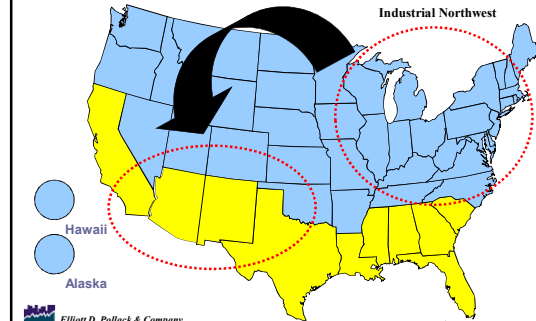 Industrial Northwest
Hawaii
Alaska
Elliott D. Pollack & Company